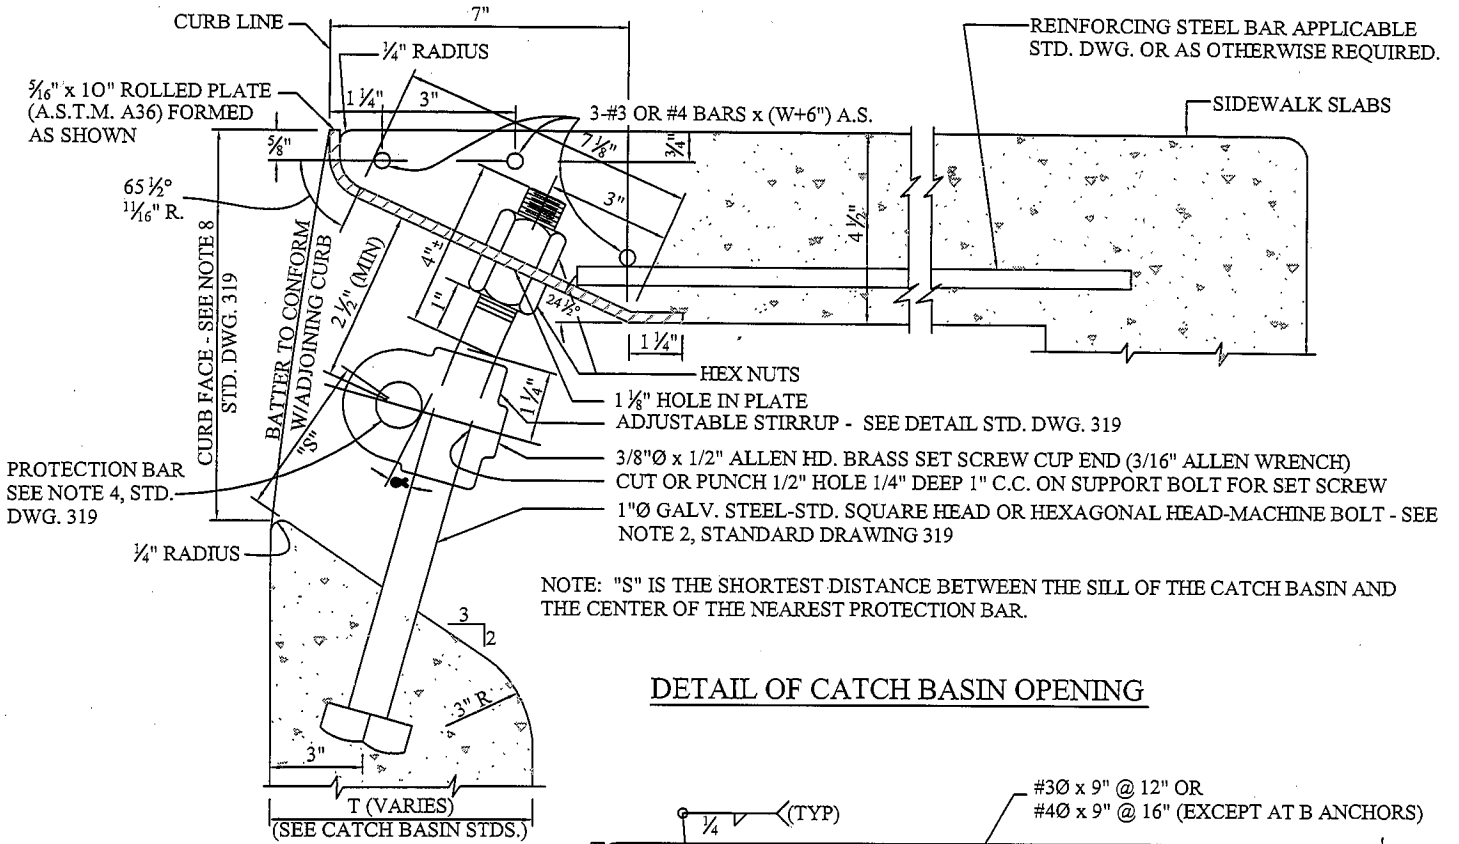 CURB LINE
7"
REINFORCING STEEL BAR APPLICABLE
STD. DWG. OR AS OTHERWISE REQUIRED.
1/4" RADIUS
5/16" x 10" ROLLED PLATE
(A.S.T.M. A36) FORMED
AS SHOWN
1 1/4"
3"
3-#3 OR #4 BARS x (W+6") A.S.
SIDEWALK SLABS
5/8"
7 1/8"
3/4"
65 1/2°
11/16" R.
3"
4"±
4 1/2"
CURB FACE - SEE NOTE 8
STD. DWG. 319
BATTER TO CONFORM
W/ADJOINING CURB
2 1/2" (MIN)
1"
24 1/2°
1 1/4"
HEX NUTS
1 1/8" HOLE IN PLATE
1 1/4"
ADJUSTABLE STIRRUP - SEE DETAIL STD. DWG. 319
"S"
3/8"Ø x 1/2" ALLEN HD. BRASS SET SCREW CUP END (3/16" ALLEN WRENCH)
CUT OR PUNCH 1/2" HOLE 1/4" DEEP 1" C.C. ON SUPPORT BOLT FOR SET SCREW
PROTECTION BAR
SEE NOTE 4, STD.
DWG. 319
1"Ø GALV. STEEL-STD. SQUARE HEAD OR HEXAGONAL HEAD-MACHINE BOLT - SEE
NOTE 2, STANDARD DRAWING 319
1/4" RADIUS
NOTE: "S" IS THE SHORTEST DISTANCE BETWEEN THE SILL OF THE CATCH BASIN AND
THE CENTER OF THE NEAREST PROTECTION BAR.
3
2
DETAIL OF CATCH BASIN OPENING
3" R
3"
T (VARIES)
(SEE CATCH BASIN STDS.)
1/4
(TYP)
#3Ø x 9" @ 12" OR
#4Ø x 9" @ 16" (EXCEPT AT B ANCHORS)